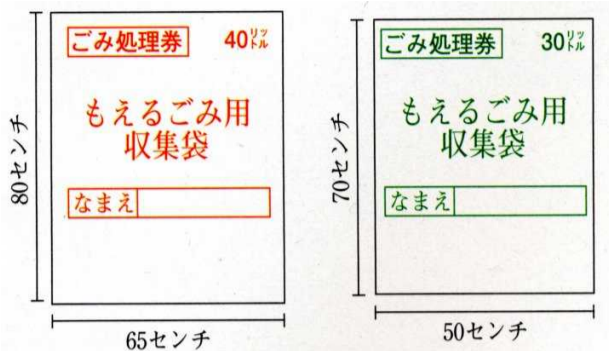 ごみ処理券 40リットル
もえるごみ用
収集袋
なまえ
80センチ
65センチ
ごみ処理券 30リットル
もえるごみ用
収集袋
なまえ
70センチ
50センチ